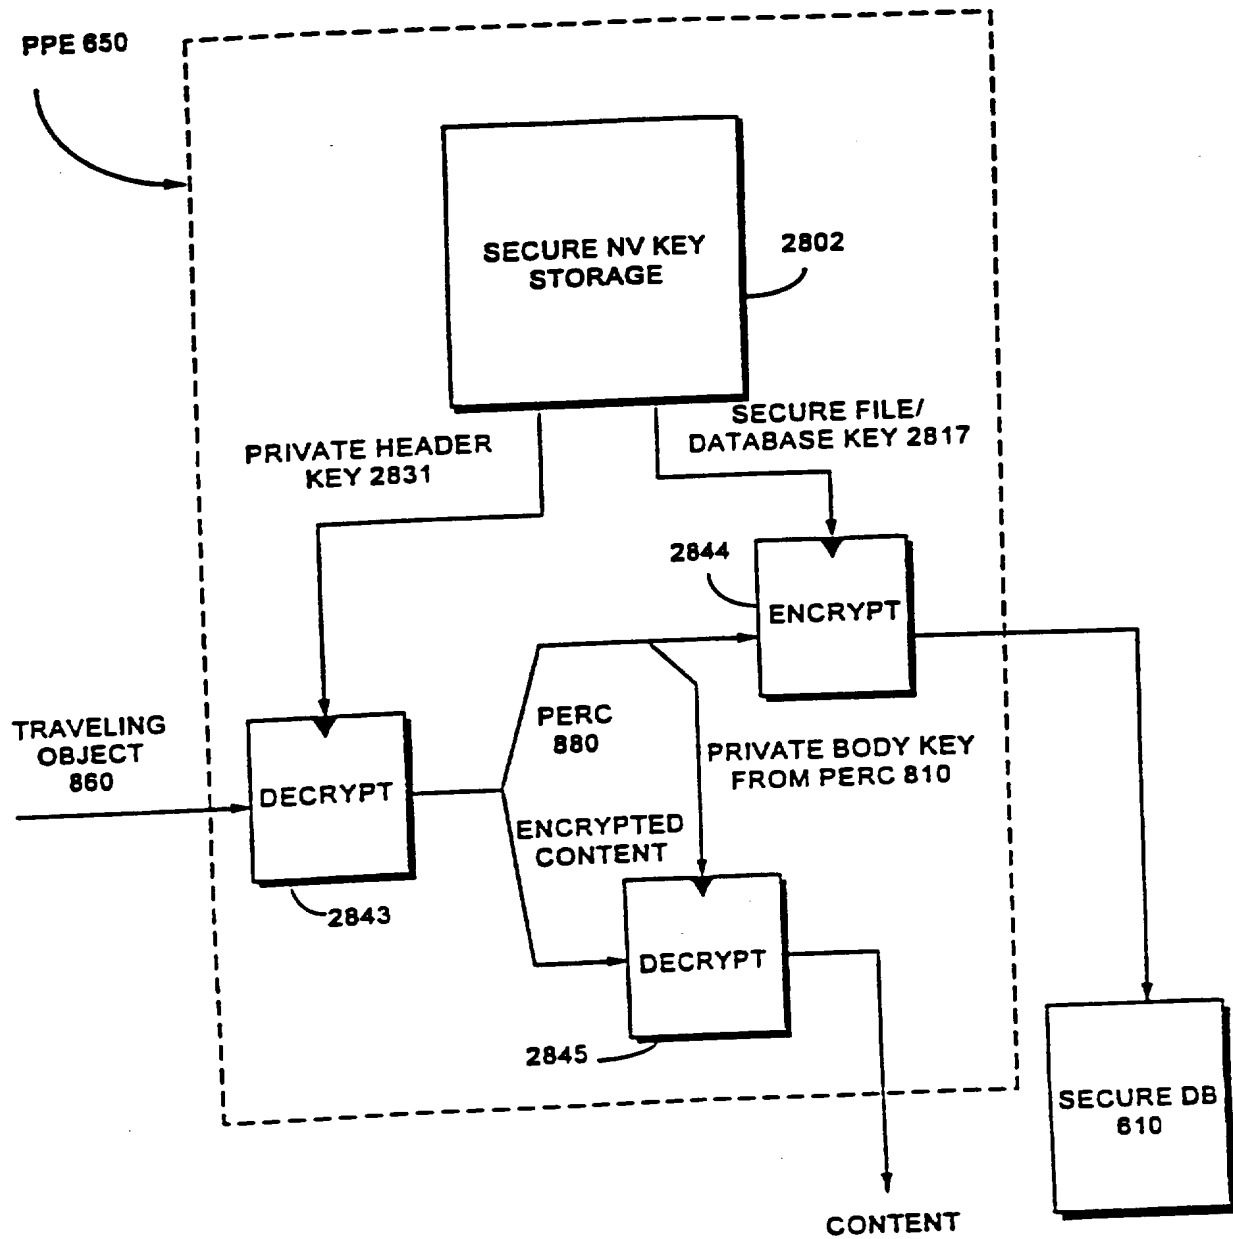 PPE 650
SECURE NV KEY
STORAGE
2802
PRIVATE HEADER
KEY 2831
SECURE FILE/
DATABASE KEY 2817
2844
ENCRYPT
TRAVELING
OBJECT
860
DECRYPT
PERC
880
PRIVATE BODY KEY
FROM PERC 810
ENCRYPTED
CONTENT
2843
DECRYPT
2845
SECURE DB
610
CONTENT